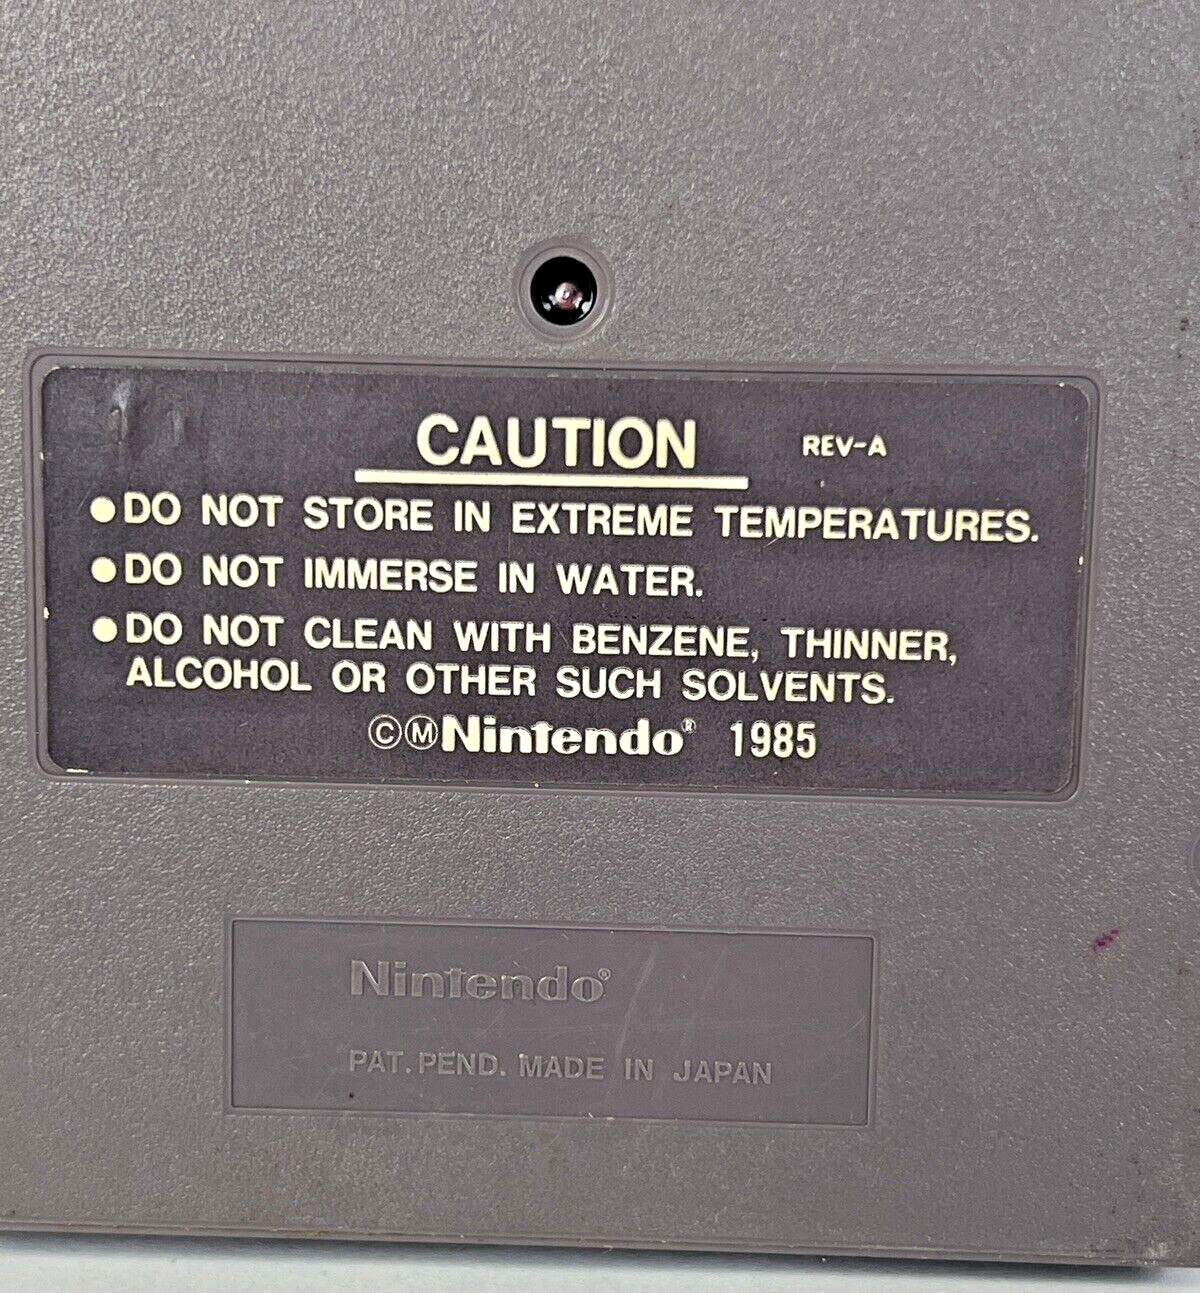 CAUTION REV-A
●DO NOT STORE IN EXTREME TEMPERATURES.
●DO NOT IMMERSE IN WATER.
●DO NOT CLEAN WITH BENZENE, THINNER,
ALCOHOL OR OTHER SUCH SOLVENTS.
©ⓂNintendo® 1985
Nintendo®
PAT. PEND. MADE IN JAPAN